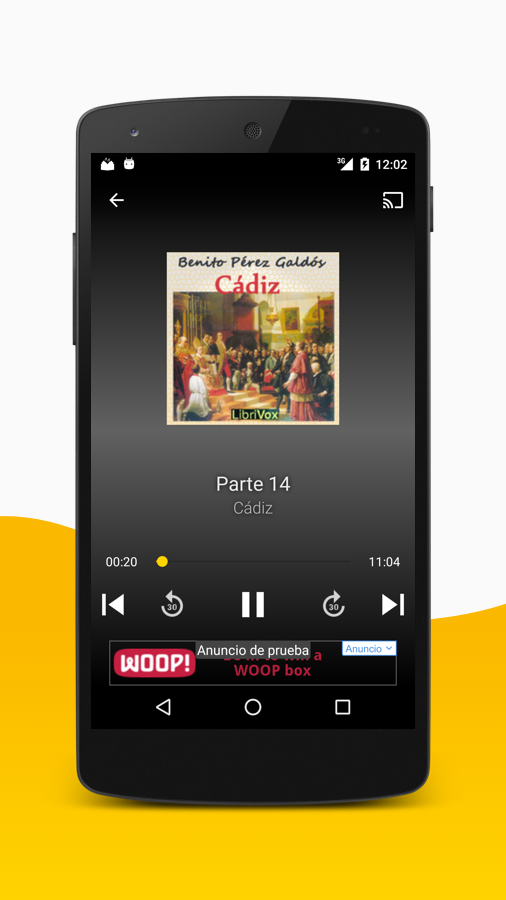 3G 12:02
Benito Pérez Galdós
Cádiz
LibriVox
Parte 14
Cádiz
00:20 11:04
30 30
Anuncio de prueba
Anuncio
WOOP! a
WOOP box